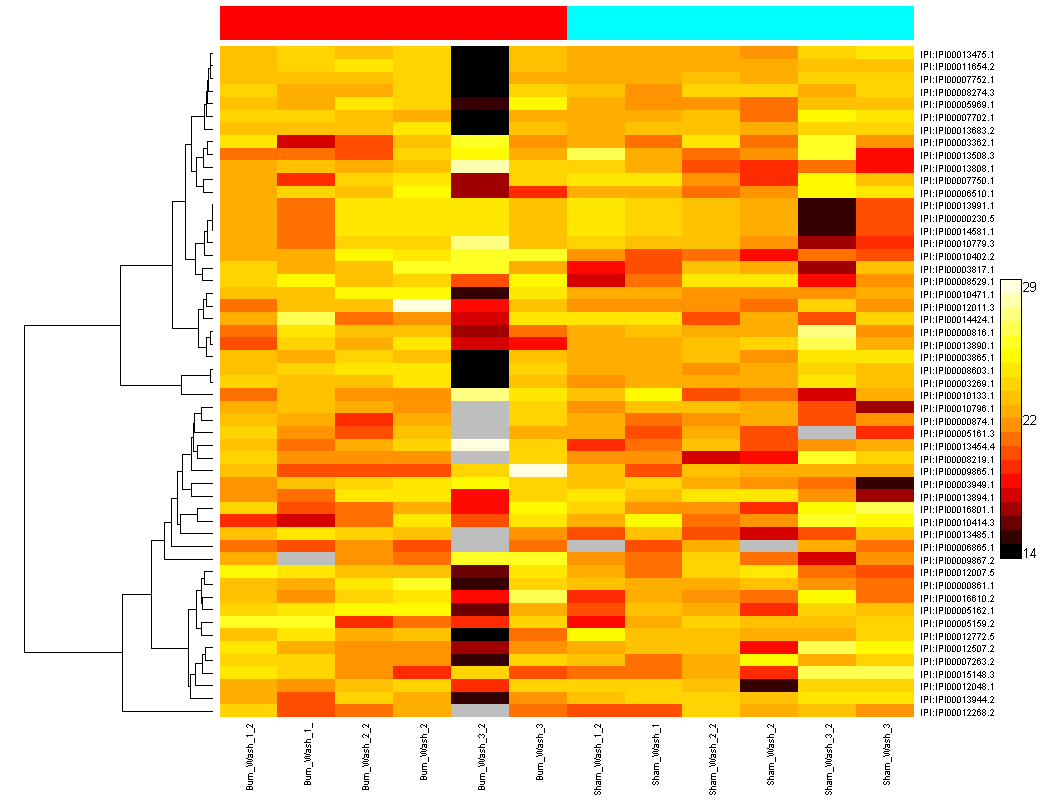 IPI:IPI00013475.1
IPI:IPI00011654.2
IPI:IPI00007752.1
IPI:IPI00008274.3
IPI:IPI00005969.1
IPI:IPI00007702.1
IPI:IPI00013683.2
IPI:IPI00003362.1
IPI:IPI00013508.3
IPI:IPI00013808.1
IPI:IPI00007750.1
IPI:IPI00006510.1
IPI:IPI00013991.1
IPI:IPI00000230.5
IPI:IPI00014581.1
IPI:IPI00010779.3
IPI:IPI00010402.2
IPI:IPI00003817.1
IPI:IPI00008529.1
IPI:IPI00010471.1
IPI:IPI00012011.3
IPI:IPI00014424.1
IPI:IPI00000816.1
IPI:IPI00013890.1
IPI:IPI00003865.1
IPI:IPI00008603.1
IPI:IPI00003269.1
IPI:IPI00010133.1
IPI:IPI00010796.1
IPI:IPI00000874.1
IPI:IPI00005161.3
IPI:IPI00013454.4
IPI:IPI00008219.1
IPI:IPI00009865.1
IPI:IPI00003949.1
IPI:IPI00013894.1
IPI:IPI00016801.1
IPI:IPI00010414.3
IPI:IPI00013485.1
IPI:IPI00006865.1
IPI:IPI00009867.2
IPI:IPI00012007.5
IPI:IPI00000861.1
IPI:IPI00016610.2
IPI:IPI00005162.1
IPI:IPI00005159.2
IPI:IPI00012772.5
IPI:IPI00012507.2
IPI:IPI00007263.2
IPI:IPI00015148.3
IPI:IPI00012048.1
IPI:IPI00013944.2
IPI:IPI00012268.2
29
22
14
Burn_Wash_1_2
Burn_Wash_1_
Burn_Wash_2_2
Burn_Wash_2
Burn_Wash_3_2
Burn_Wash_3
Sham_Wash_1_2
Sham_Wash_1
Sham_Wash_2_2
Sham_Wash_2
Sham_Wash_3_2
Sham_Wash_3